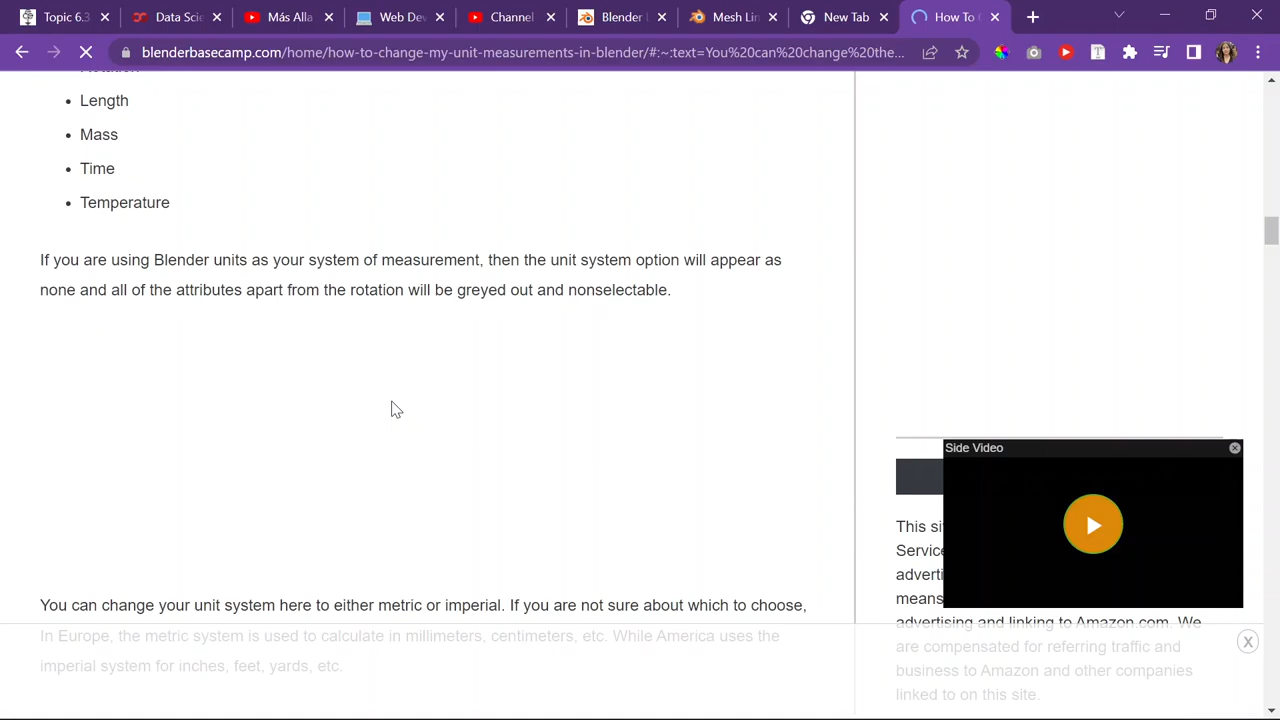 Topic 6.3
Data Scie
Más Alla
Web Dev
Channel
Blender
Mesh Lin
New Tab
How To C
blenderbasecamp.com/home/how-to-change-my-unit-measurements-in-blender/#:~:text=You%20can%20change%20the...
Rotation
• Length
• Mass
• Time
• Temperature
If you are using Blender units as your system of measurement, then the unit system option will appear as
none and all of the attributes apart from the rotation will be greyed out and nonselectable.
You can change your unit system here to either metric or imperial. If you are not sure about which to choose,
In Europe, the metric system is used to calculate in millimeters, centimeters, etc. While America uses the
imperial system for inches, feet, yards, etc.
Side Video
This si
Service
adverti
means
advertising and linking to Amazon.com. We
are compensated for referring traffic and
business to Amazon and other companies
linked to on this site.
X